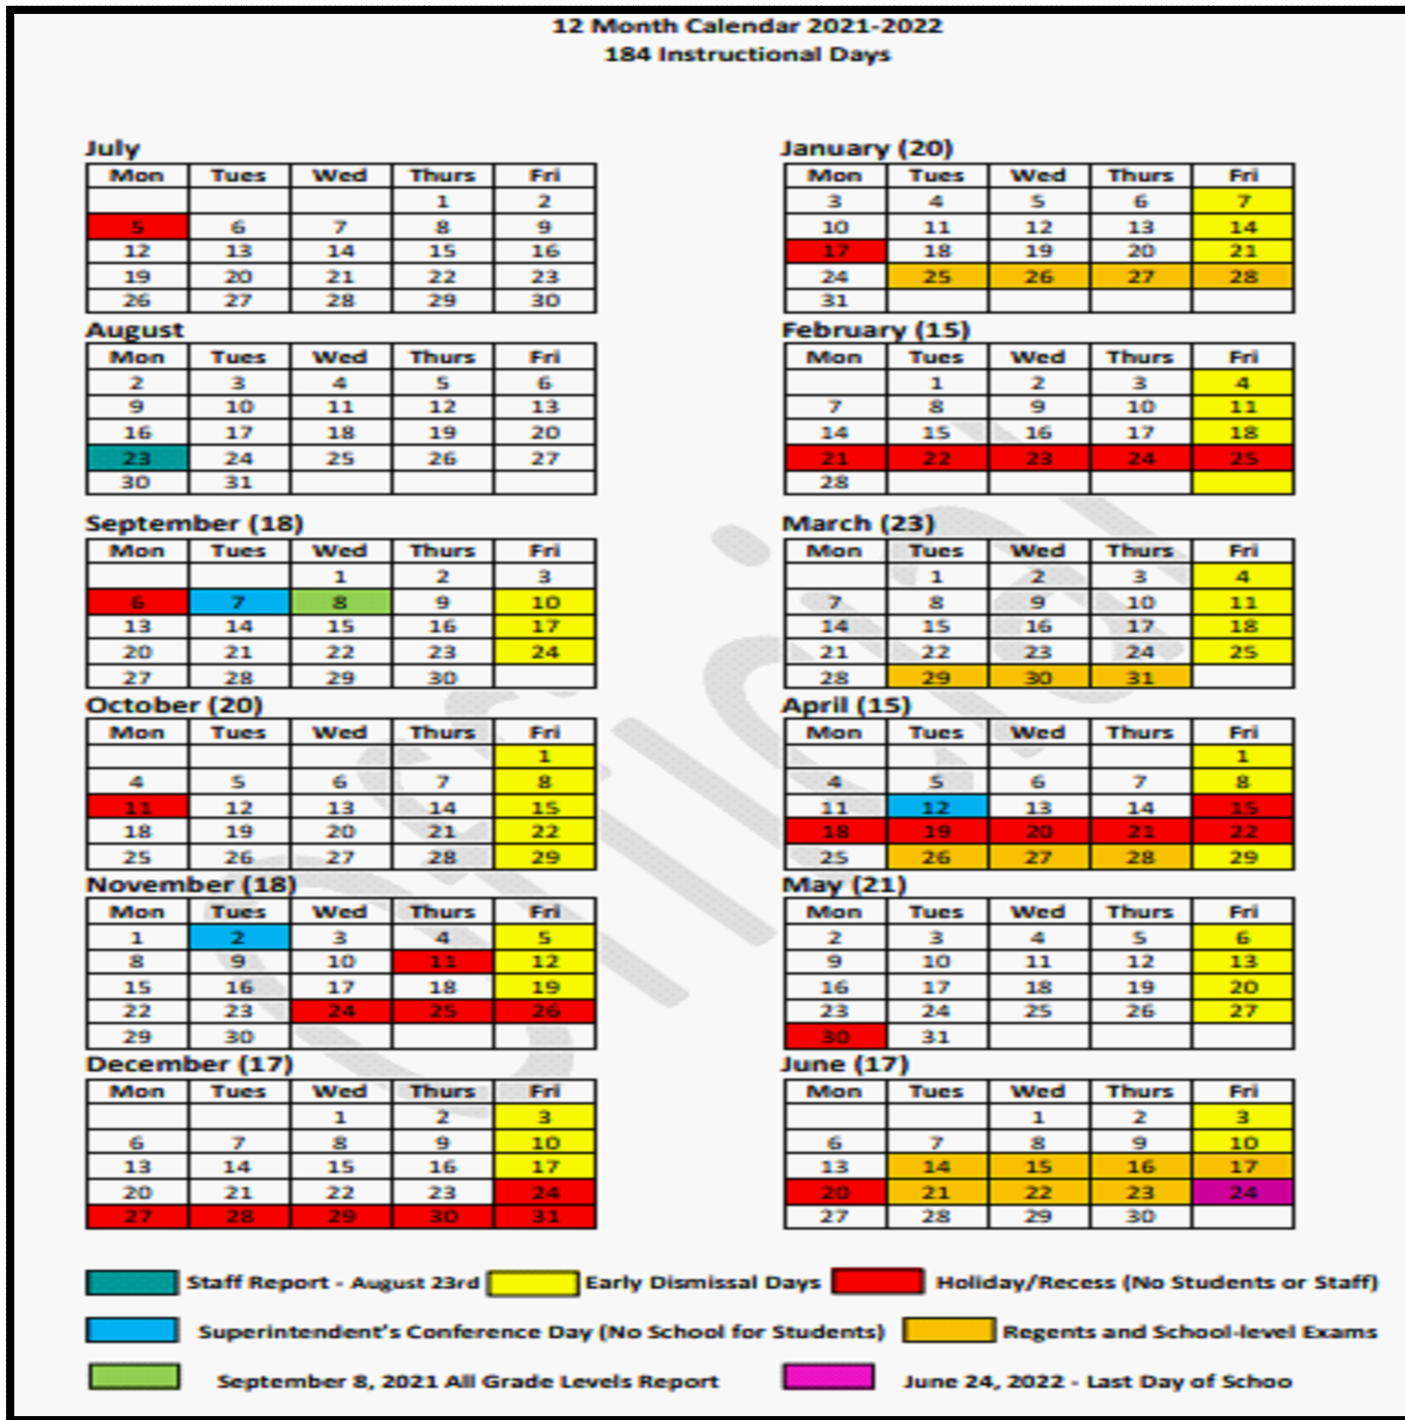 12 Month Calendar 2021-2022
184 Instructional Days
July
Mon Tues Wed Thurs Fri
1 2
5 6 7 8 9
12 13 14 15 16
19 20 21 22 23
26 27 28 29 30
August
Mon Tues Wed Thurs Fri
2 3 4 5 6
9 10 11 12 13
16 17 18 19 20
23 24 25 26 27
30 31
September (18)
Mon Tues Wed Thurs Fri
1 2 3
6 7 8 9 10
13 14 15 16 17
20 21 22 23 24
27 28 29 30
October (20)
Mon Tues Wed Thurs Fri
1
4 5 6 7 8
11 12 13 14 15
18 19 20 21 22
25 26 27 28 29
November (18)
Mon Tues Wed Thurs Fri
1 2 3 4 5
8 9 10 11 12
15 16 17 18 19
22 23 24 25 26
29 30
December (17)
Mon Tues Wed Thurs Fri
1 2 3
6 7 8 9 10
13 14 15 16 17
20 21 22 23 24
27 28 29 30 31
January (20)
Mon Tues Wed Thurs Fri
3 4 5 6 7
10 11 12 13 14
17 18 19 20 21
24 25 26 27 28
31
February (15)
Mon Tues Wed Thurs Fri
1 2 3 4
7 8 9 10 11
14 15 16 17 18
21 22 23 24 25
28
March (23)
Mon Tues Wed Thurs Fri
1 2 3 4
7 8 9 10 11
14 15 16 17 18
21 22 23 24 25
28 29 30 31
April (15)
Mon Tues Wed Thurs Fri
1
4 5 6 7 8
11 12 13 14 15
18 19 20 21 22
25 26 27 28 29
May (21)
Mon Tues Wed Thurs Fri
2 3 4 5 6
9 10 11 12 13
16 17 18 19 20
23 24 25 26 27
30 31
June (17)
Mon Tues Wed Thurs Fri
1 2 3
6 7 8 9 10
13 14 15 16 17
20 21 22 23 24
27 28 29 30
Staff Report - August 23rd Early Dismissal Days Holiday/Recess (No Students or Staff)
Superintendent's Conference Day (No School for Students) Regents and School-level Exams
September 8, 2021 All Grade Levels Report June 24, 2022 - Last Day of Schoo
Official